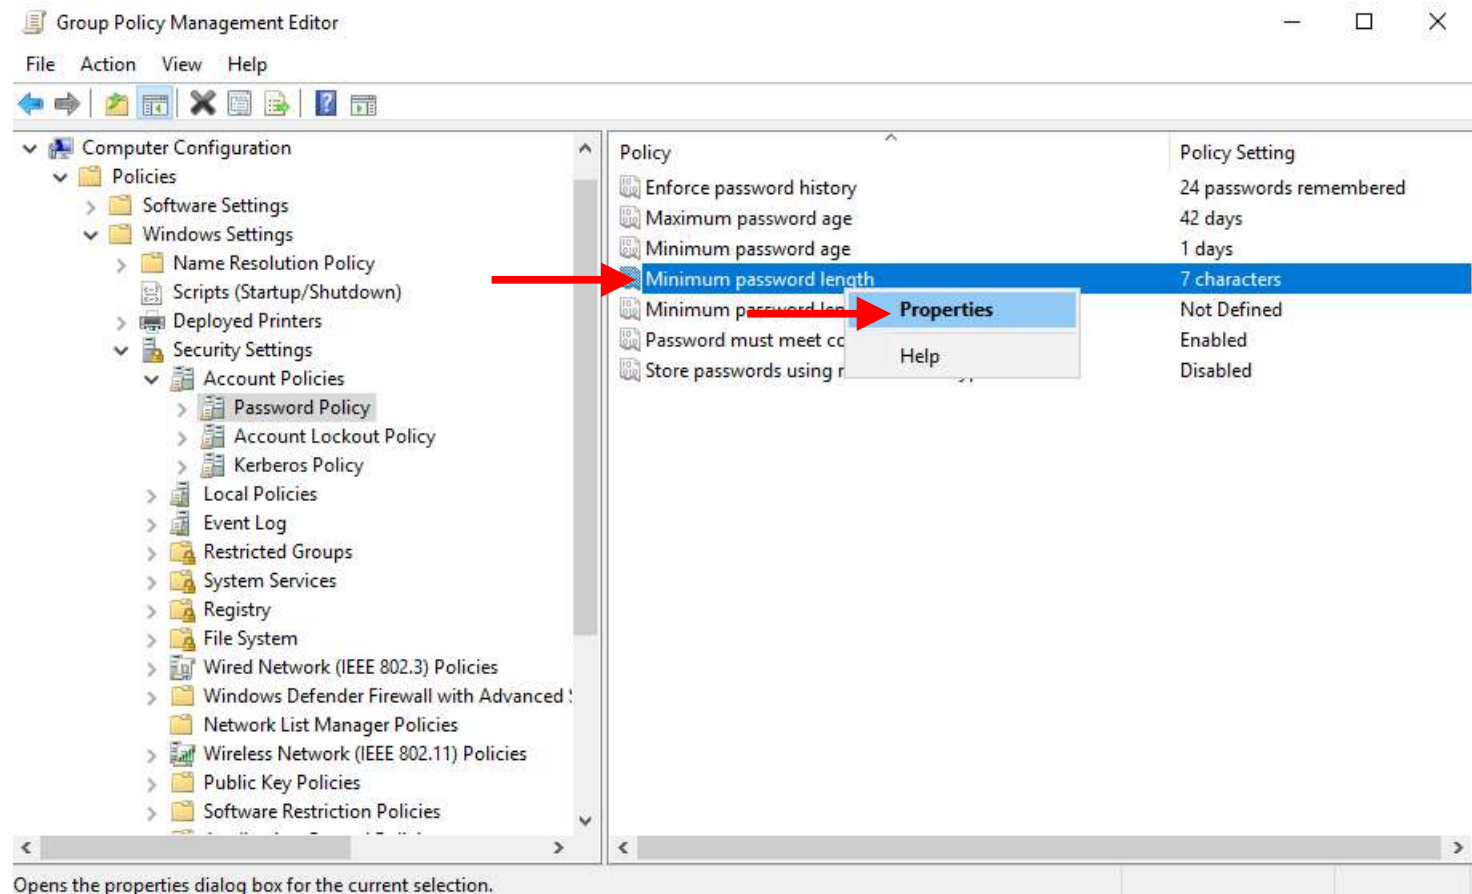 Group Policy Management Editor
File Action View Help
Computer Configuration
Policies
Software Settings
Windows Settings
Name Resolution Policy
Scripts (Startup/Shutdown)
Deployed Printers
Security Settings
Account Policies
Password Policy
Account Lockout Policy
Kerberos Policy
Local Policies
Event Log
Restricted Groups
System Services
Registry
File System
Wired Network (IEEE 802.3) Policies
Windows Defender Firewall with Advanced
Network List Manager Policies
Wireless Network (IEEE 802.11) Policies
Public Key Policies
Software Restriction Policies
Policy Policy Setting
Enforce password history 24 passwords remembered
Maximum password age 42 days
Minimum password age 1 days
Minimum password length 7 characters
Minimum password Not Defined
Password must meet Enabled
Store passwords using Disabled
Properties
Help
Opens the properties dialog box for the current selection.